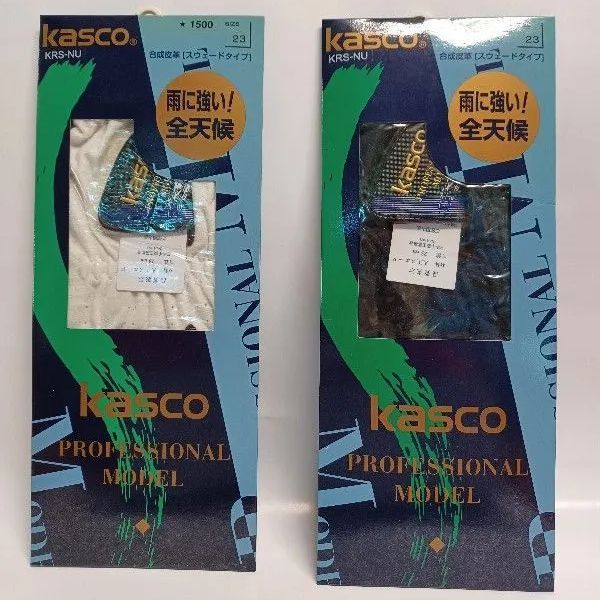 kasco®
KRS-NU
★ 1500
SIZE
23
合成皮革[スウェードタイプ]
雨に強い!
全天候
kasco
kasco
PROFESSIONAL
MODEL
kasco®
KRS-NU
23
合成皮革[スウェードタイプ]
雨に強い!
全天候
kasco
kasco
PROFESSIONAL
MODEL